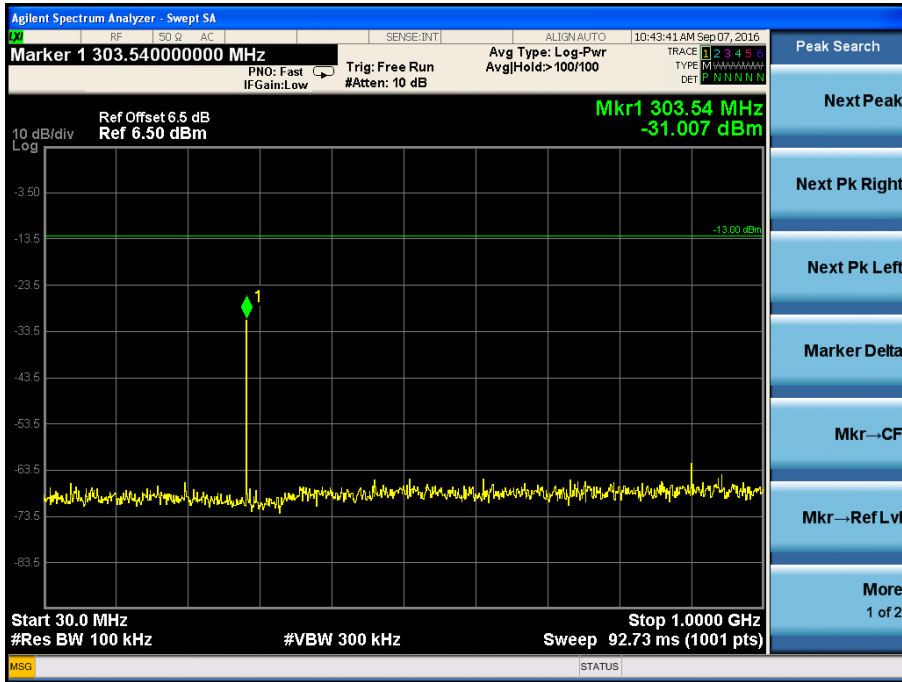 Agilent Spectrum Analyzer - Swept SA
LXI RF 50 Ω AC SENSE:INT ALIGN AUTO 10:43:41 AM Sep 07, 2016
Marker 1 303.540000000 MHz
PNO: Fast
IFGain:Low
Trig: Free Run
#Atten: 10 dB
Avg Type: Log-Pwr
Avg|Hold:> 100/100
TRACE 1 2 3 4 5 6
TYPE M
DET P N N N N N
Peak Search
Next Peak
Next Pk Right
Next Pk Left
Marker Delta
Mkr→CF
Mkr→Ref Lvl
More
1 of 2
Mkr1 303.54 MHz
-31.007 dBm
Ref Offset 6.5 dB
10 dB/div Ref 6.50 dBm
Log
-3.50
-13.00 dBm
-13.5
-23.5
1
-33.5
-43.5
-53.5
-63.5
-73.5
-83.5
Start 30.0 MHz Stop 1.0000 GHz
#Res BW 100 kHz #VBW 300 kHz Sweep 92.73 ms (1001 pts)
MSG STATUS